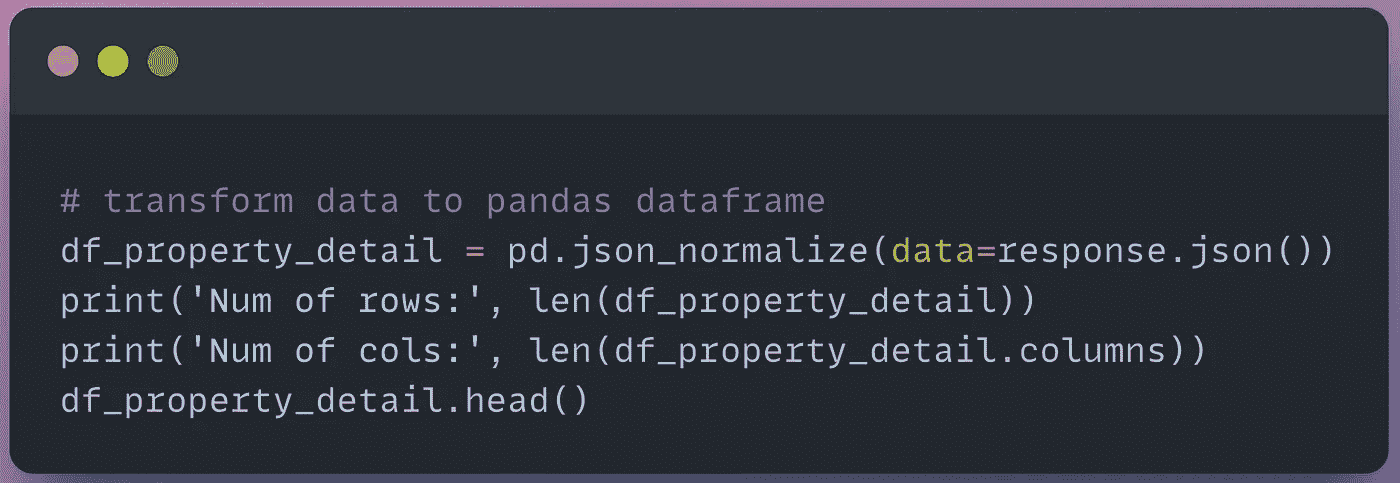 # transform data to pandas dataframe
df_property_detail = pd.json_normalize(data=response.json())
print('Num of rows:', len(df_property_detail))
print('Num of cols:', len(df_property_detail.columns))
df_property_detail.head()